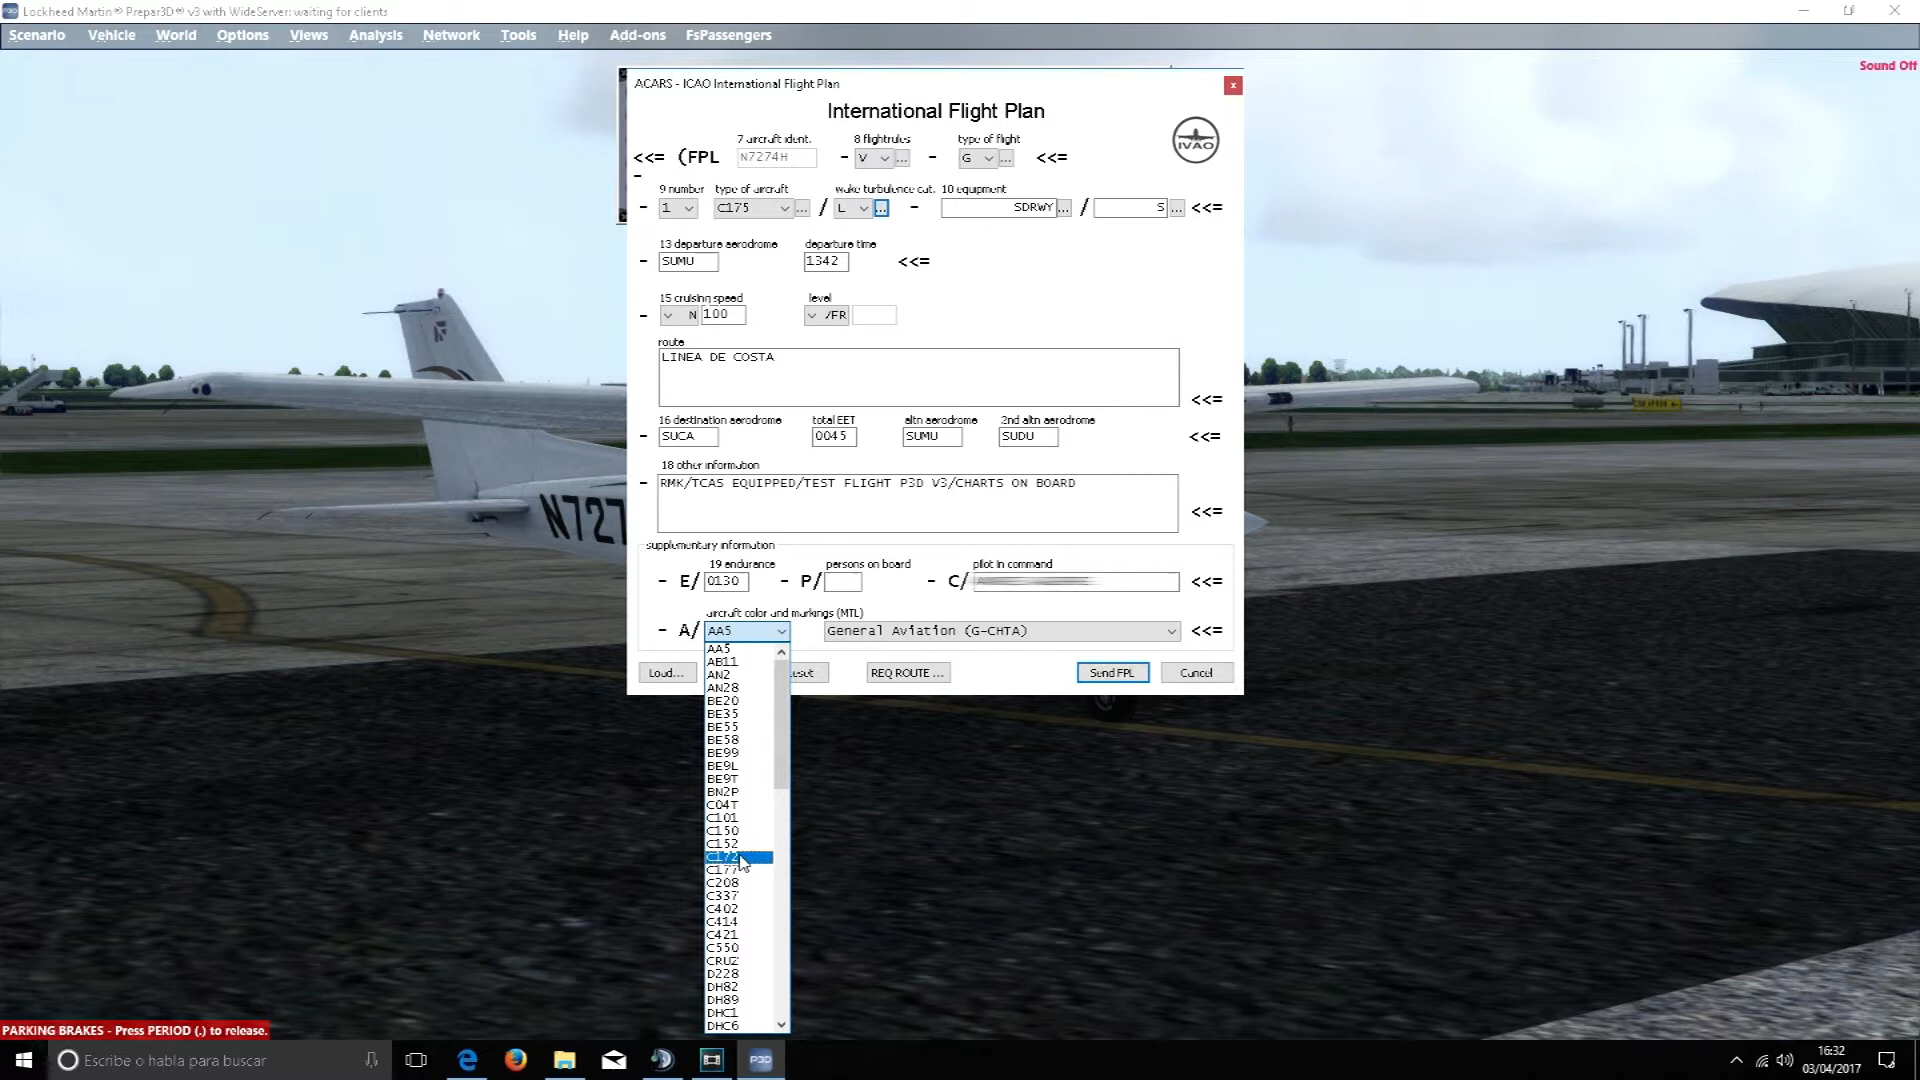 Lockheed Martin® Prepar3D® v3 with WideServer: waiting for clients
Scenario Vehicle World Options Views Analysis Network Tools Help Add-ons FsPassengers
Sound Off
ACARS - ICAO International Flight Plan x
International Flight Plan
IVAO
7 aircraft ident. 8 flightrules type of flight
<<= (FPL N7274H - V ... - G ... <<=
-
9 number type of aircraft wake turbulence cat. 10 equipment
- 1 C175 ... / L ... - SDRWY ... / S ... <<=
13 departure aerodrome departure time
- SUMU 1342 <<=
15 cruising speed level
- N 100 /FR
route
LINEA DE COSTA
<<=
16 destination aerodrome total EET altn aerodrome 2nd altn aerodrome
- SUCA 0045 SUMU SUDU <<=
18 other information
- RMK/TCAS EQUIPPED/TEST FLIGHT P3D V3/CHARTS ON BOARD
<<=
N727
supplementary information
19 endurance persons on board pilot in command
- E/ 0130 - P/ - C/ <<=
aircraft color and markings (MTL)
- A/ AA5 General Aviation (G-CHTA) <<=
Load... eset REQ ROUTE ... Send FPL Cancel
AA5
AB11
AN2
AN28
BE20
BE35
BE55
BE58
BE99
BE9L
BE9T
BN2P
C04T
C101
C150
C152
C172
C177
C208
C337
C402
C414
C421
C550
CRUZ
D228
DH82
DH89
DHC1
DHC6
PARKING BRAKES - Press PERIOD (.) to release.
Escribe o habla para buscar
P3D
16:32
03/04/2017